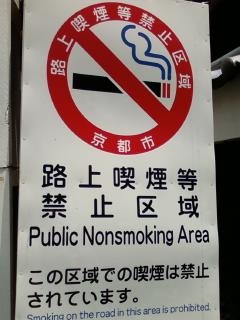 路上喫煙等禁止区域
京都市
路上喫煙等
禁止区域
Public Nonsmoking Area
この区域での喫煙は禁止
されています。
Smoking on the road in this area is prohibited.